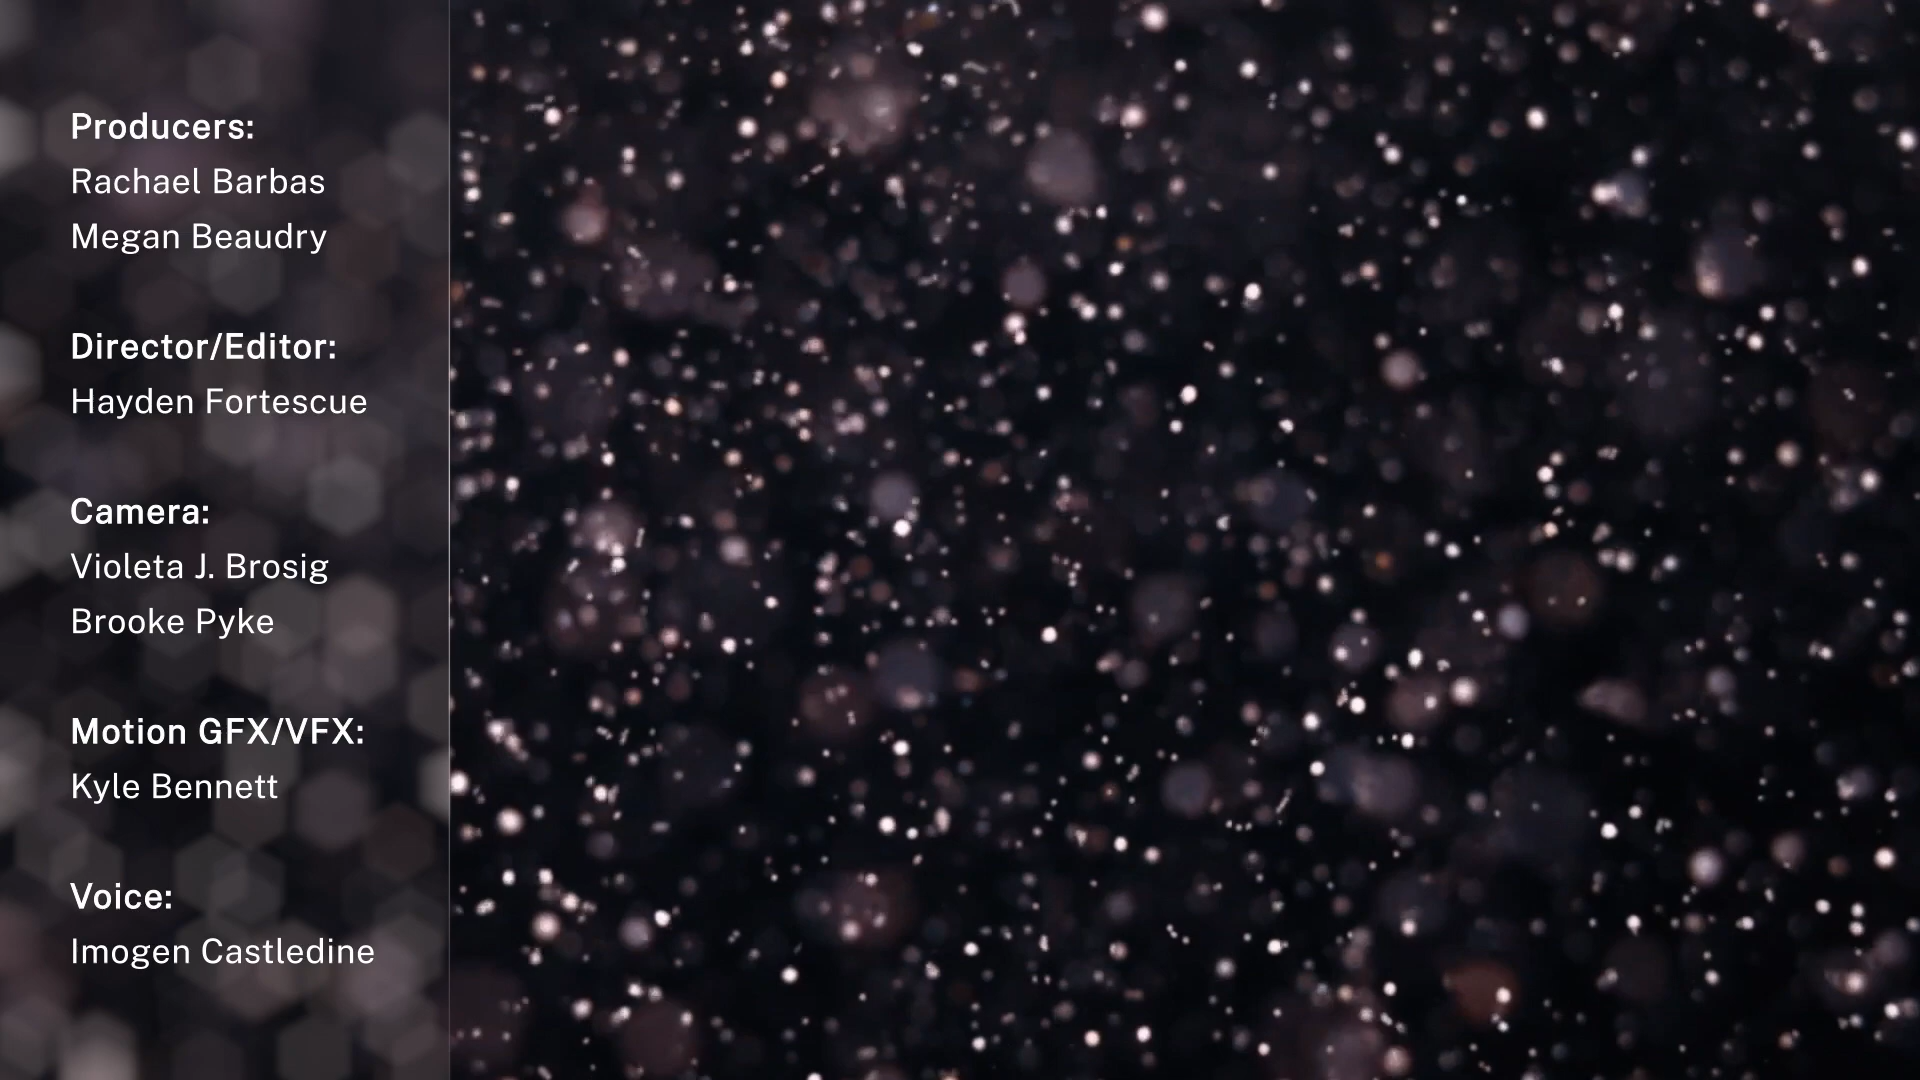 Producers:
Rachael Barbas
Megan Beaudry
Director/Editor:
Hayden Fortescue
Camera:
Violeta J. Brosig
Brooke Pyke
Motion GFX/VFX:
Kyle Bennett
Voice:
Imogen Castledine